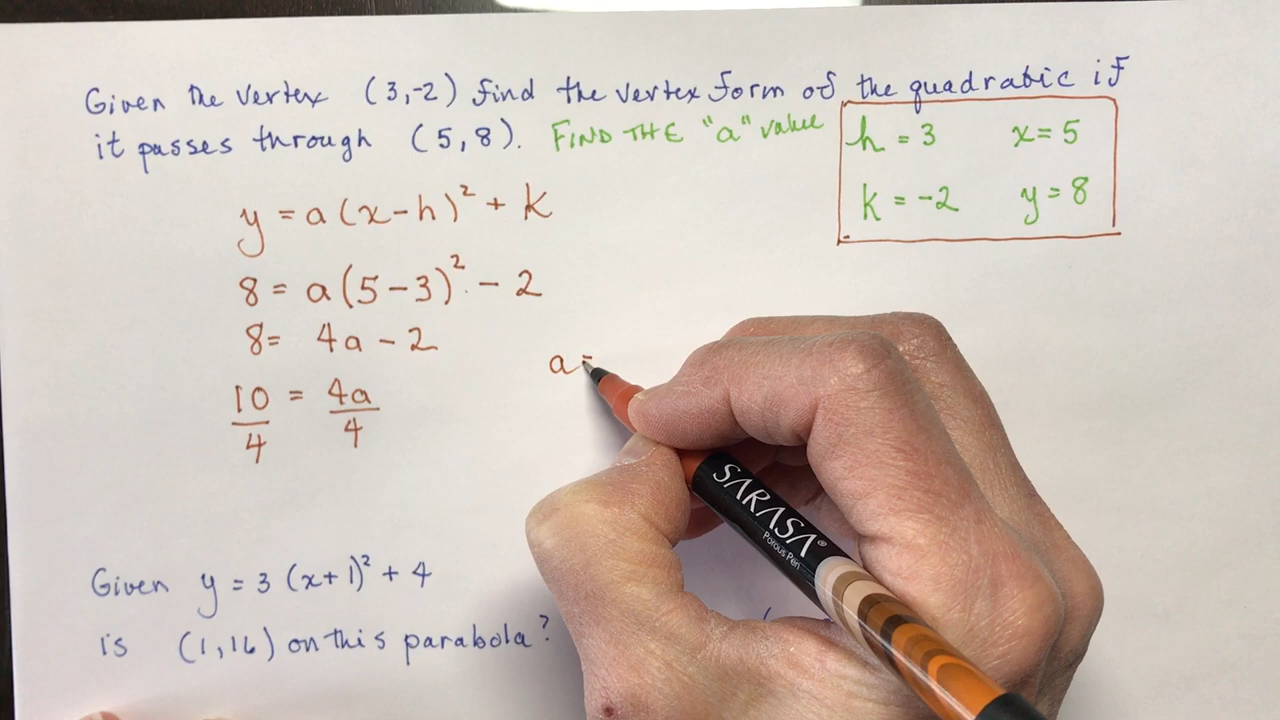 Given the vertex (3,-2) find the vertex form of the quadratic if
it passes through (5,8). FIND THE "a" value
h = 3 x = 5
k = -2 y = 8
y = a(x-h)² + k
8 = a(5-3)² - 2
8 = 4a - 2
10 = 4a
4 4
a =
SARASA®
Porous Pen
Given y = 3(x+1)² + 4
is (1,16) on this parabola?